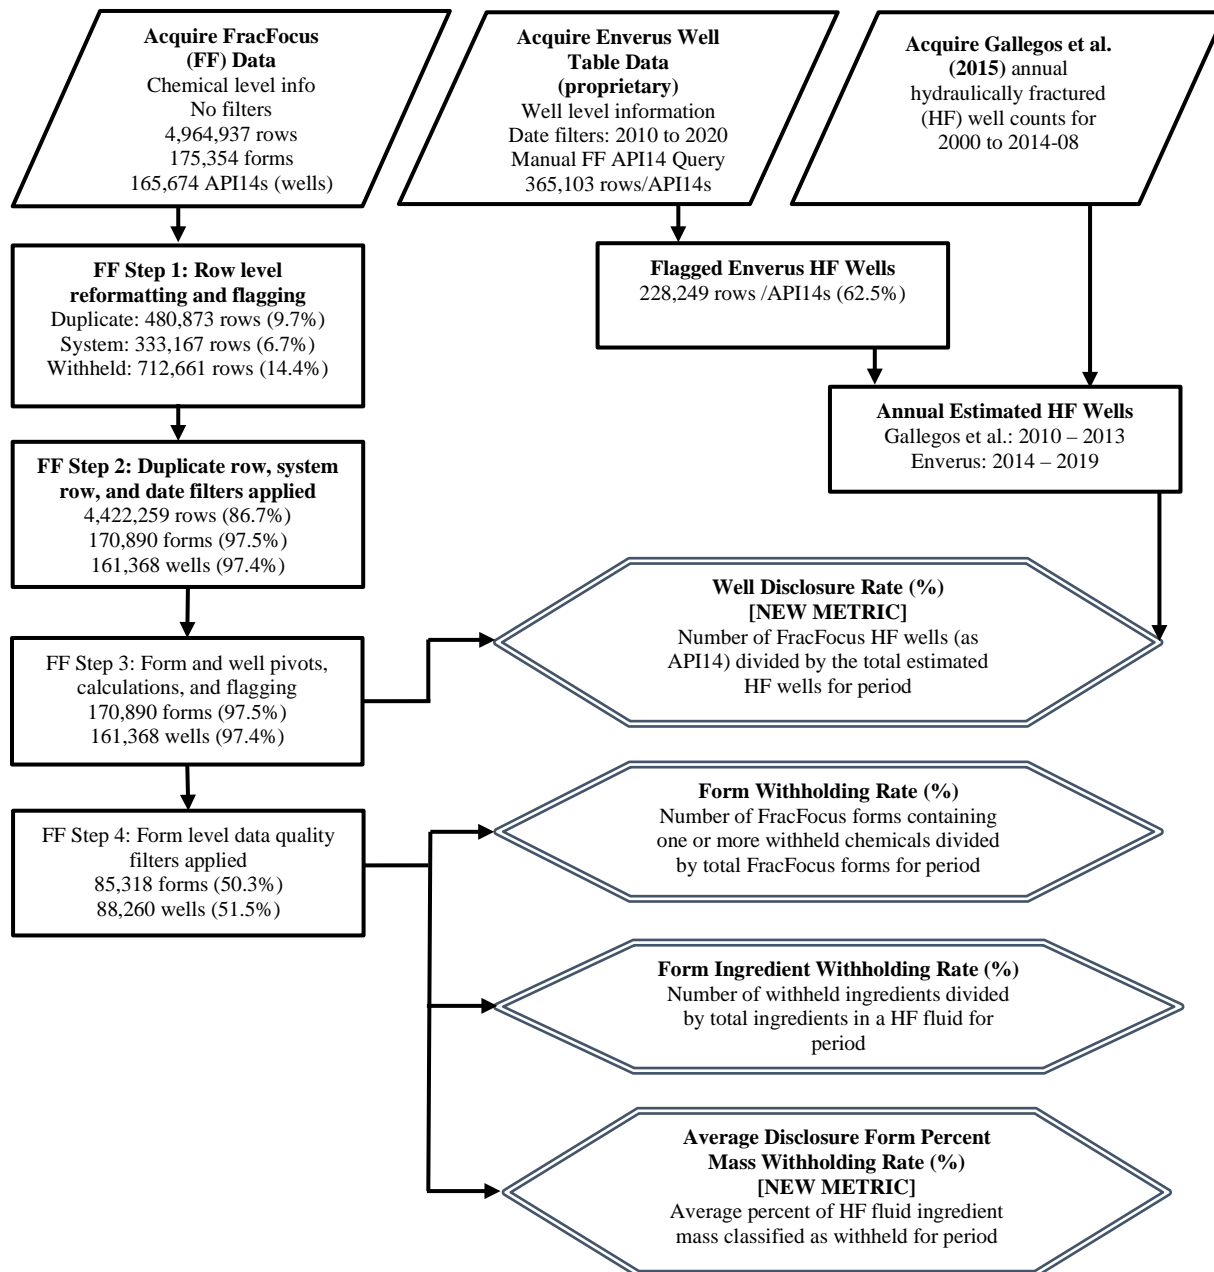 Acquire FracFocus
(FF) Data
Chemical level info
No filters
4,964,937 rows
175,354 forms
165,674 API14s (wells)
Acquire Enverus Well
Table Data
(proprietary)
Well level information
Date filters: 2010 to 2020
Manual FF API14 Query
365,103 rows/API14s
Acquire Gallegos et al.
(2015) annual
hydraulically fractured
(HF) well counts for
2000 to 2014-08
FF Step 1: Row level
reformatting and flagging
Duplicate: 480,873 rows (9.7%)
System: 333,167 rows (6.7%)
Withheld: 712,661 rows (14.4%)
Flagged Enverus HF Wells
228,249 rows /API14s (62.5%)
Annual Estimated HF Wells
Gallegos et al.: 2010 – 2013
Enverus: 2014 – 2019
FF Step 2: Duplicate row, system
row, and date filters applied
4,422,259 rows (86.7%)
170,890 forms (97.5%)
161,368 wells (97.4%)
Well Disclosure Rate (%)
[NEW METRIC]
Number of FracFocus HF wells (as
API14) divided by the total estimated
HF wells for period
FF Step 3: Form and well pivots,
calculations, and flagging
170,890 forms (97.5%)
161,368 wells (97.4%)
Form Withholding Rate (%)
Number of FracFocus forms containing
one or more withheld chemicals divided
by total FracFocus forms for period
FF Step 4: Form level data quality
filters applied
85,318 forms (50.3%)
88,260 wells (51.5%)
Form Ingredient Withholding Rate (%)
Number of withheld ingredients divided
by total ingredients in a HF fluid for
period
Average Disclosure Form Percent
Mass Withholding Rate (%)
[NEW METRIC]
Average percent of HF fluid ingredient
mass classified as withheld for period